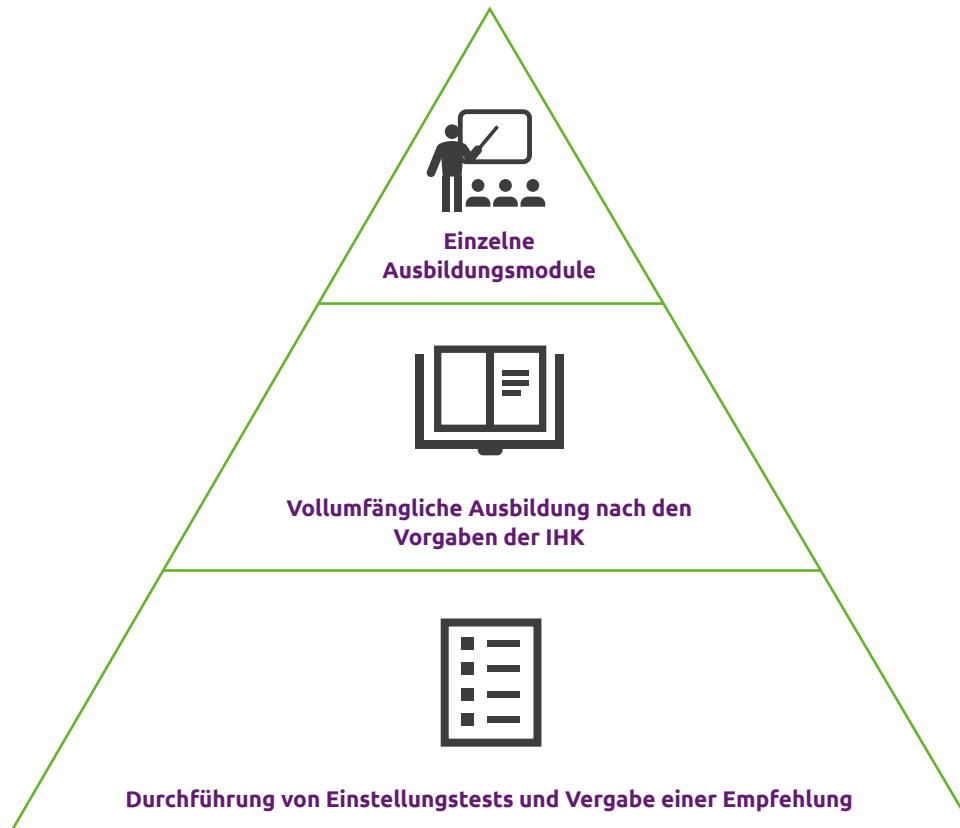 Einzelne
Ausbildungsmodule
Vollumfängliche Ausbildung nach den
Vorgaben der IHK
Durchführung von Einstellungstests und Vergabe einer Empfehlung